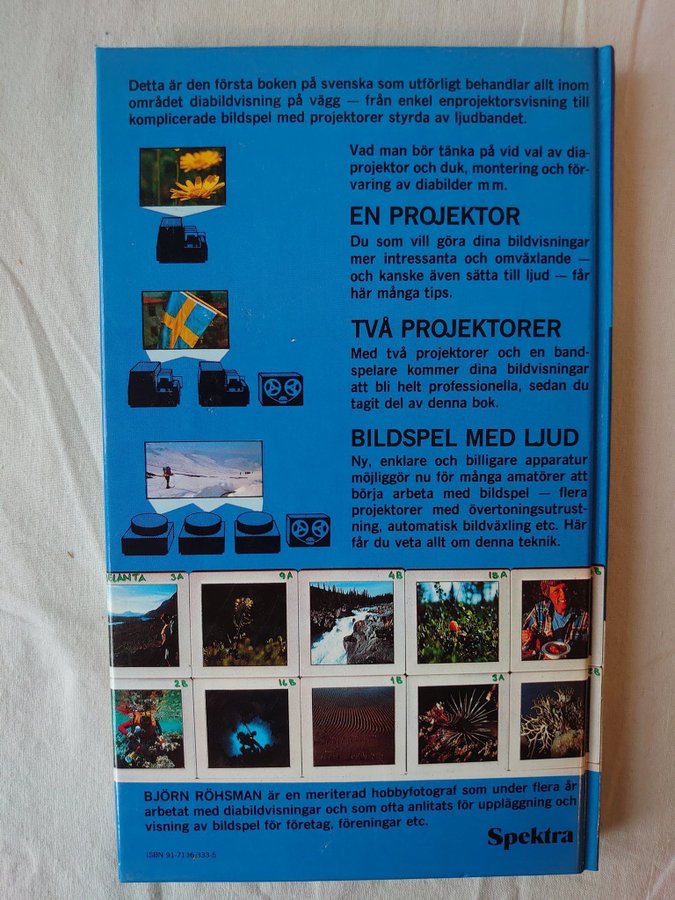 Detta är den första boken på svenska som utförligt behandlar allt inom
området diabildvisning på vägg — från enkel enprojektorsvisning till
komplicerade bildspel med projektorer styrda av ljudbandet.
Vad man bör tänka på vid val av dia-
projektor och duk, montering och för-
varing av diabilder m m.
EN PROJEKTOR
Du som vill göra dina bildvisningar
mer intressanta och omväxlande —
och kanske även sätta till ljud — får
här många tips.
TVÅ PROJEKTORER
Med två projektorer och en band-
spelare kommer dina bildvisningar
att bli helt professionella, sedan du
tagit del av denna bok.
BILDSPEL MED LJUD
Ny, enklare och billigare apparatur
möjliggör nu för många amatörer att
börja arbeta med bildspel — flera
projektorer med övertoningsutrust-
ning, automatisk bildväxling etc. Här
får du veta allt om denna teknik.
3A 9A 4B 18A B
2B 16B 1B 3A 2B
BJÖRN RÖHSMAN är en meriterad hobbyfotograf som under flera år
arbetat med diabildvisningar och som ofta anlitats för uppläggning och
visning av bildspel för företag, föreningar etc.
Spektra
ISBN 91-7136-333-5